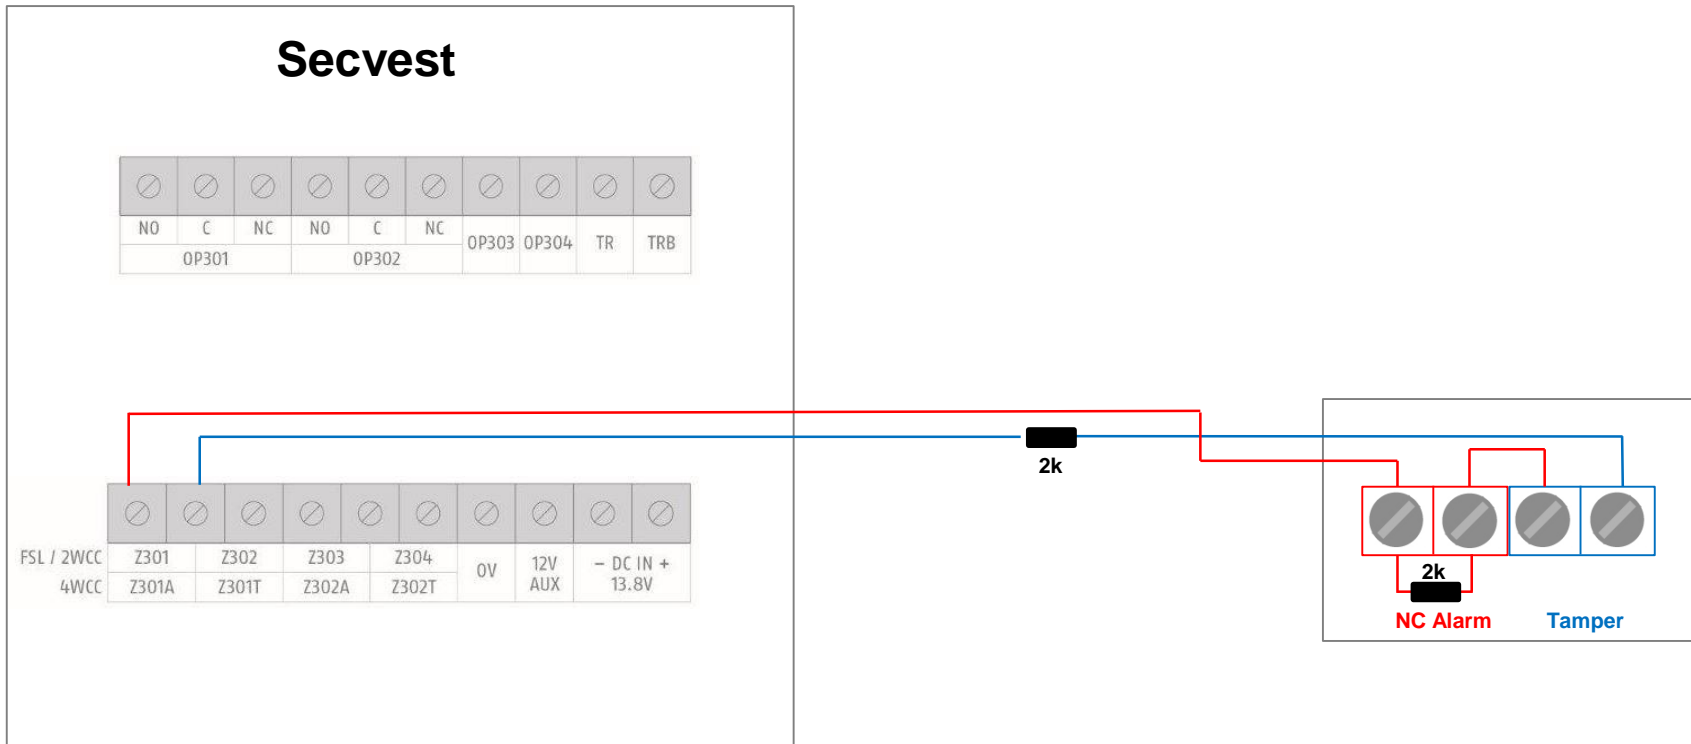 Secvest
NO C NC NO C NC OP303 OP304 TR TRB
OP301 OP302
2k
FSL / 2WCC Z301 Z302 Z303 Z304 0V 12V AUX − DC IN + 13.8V
4WCC Z301A Z301T Z302A Z302T
2k
NC Alarm Tamper